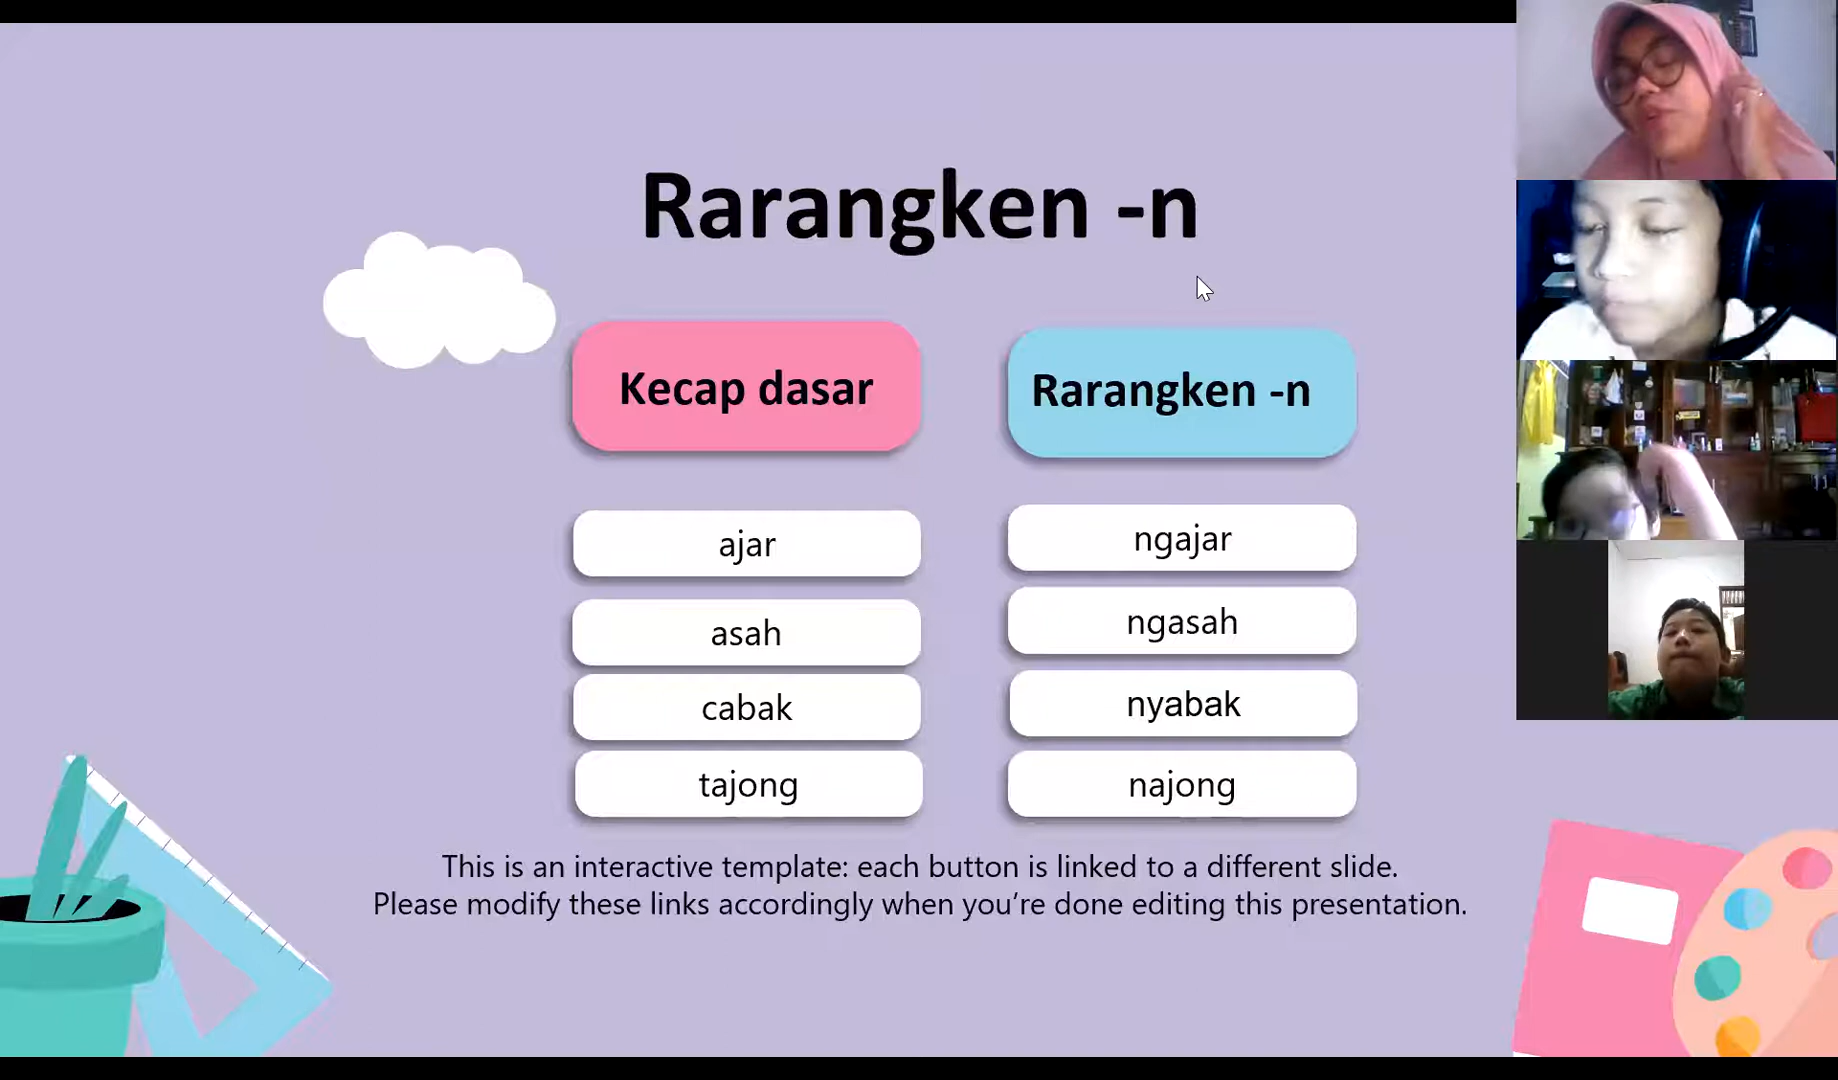 Rarangken -n
Kecap dasar
Rarangken -n
ajar
ngajar
asah
ngasah
cabak
nyabak
tajong
najong
This is an interactive template: each button is linked to a different slide.
Please modify these links accordingly when you’re done editing this presentation.